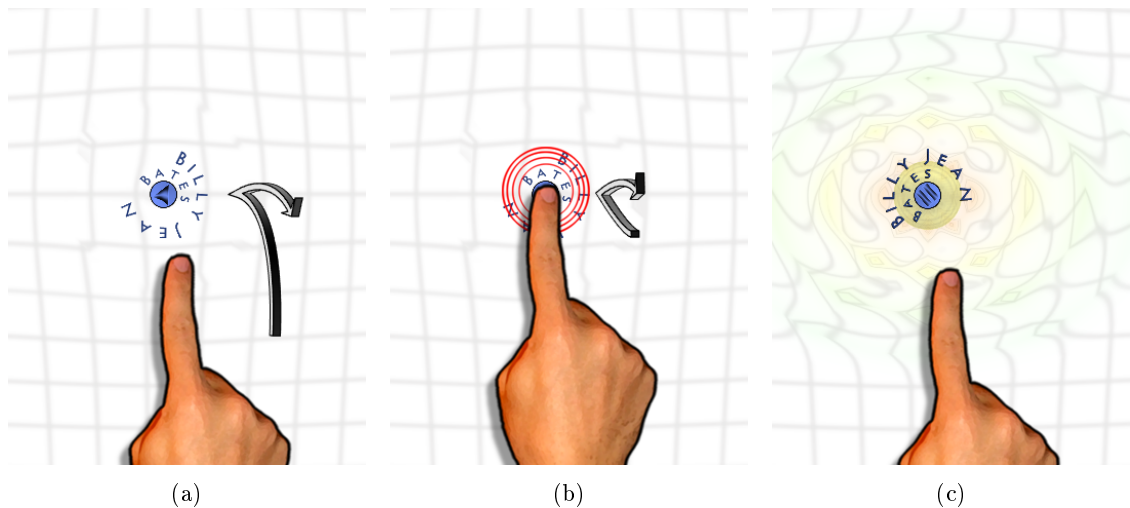 BILLY JEAN
BATES
(a)
BILLY
BATES
(b)
BILLY JEAN
BATES
(c)